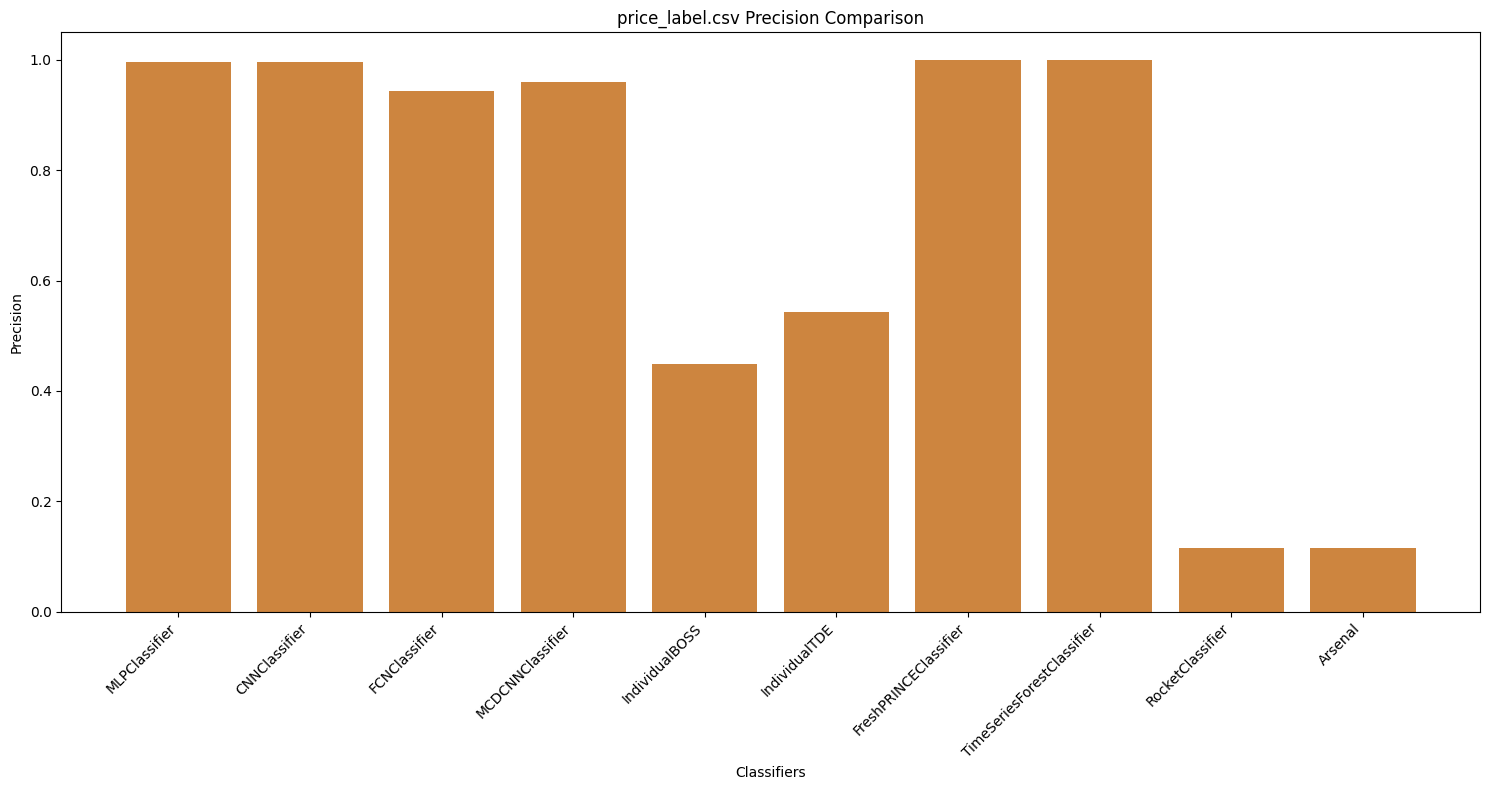 price_label.csv Precision Comparison
1.0
0.8
0.6
0.4
0.2
0.0
Precision
MLPClassifier
CNNClassifier
FCNClassifier
MCDCNNClassifier
IndividualBOSS
IndividualTDE
FreshPRINCEClassifier
TimeSeriesForestClassifier
RocketClassifier
Arsenal
Classifiers